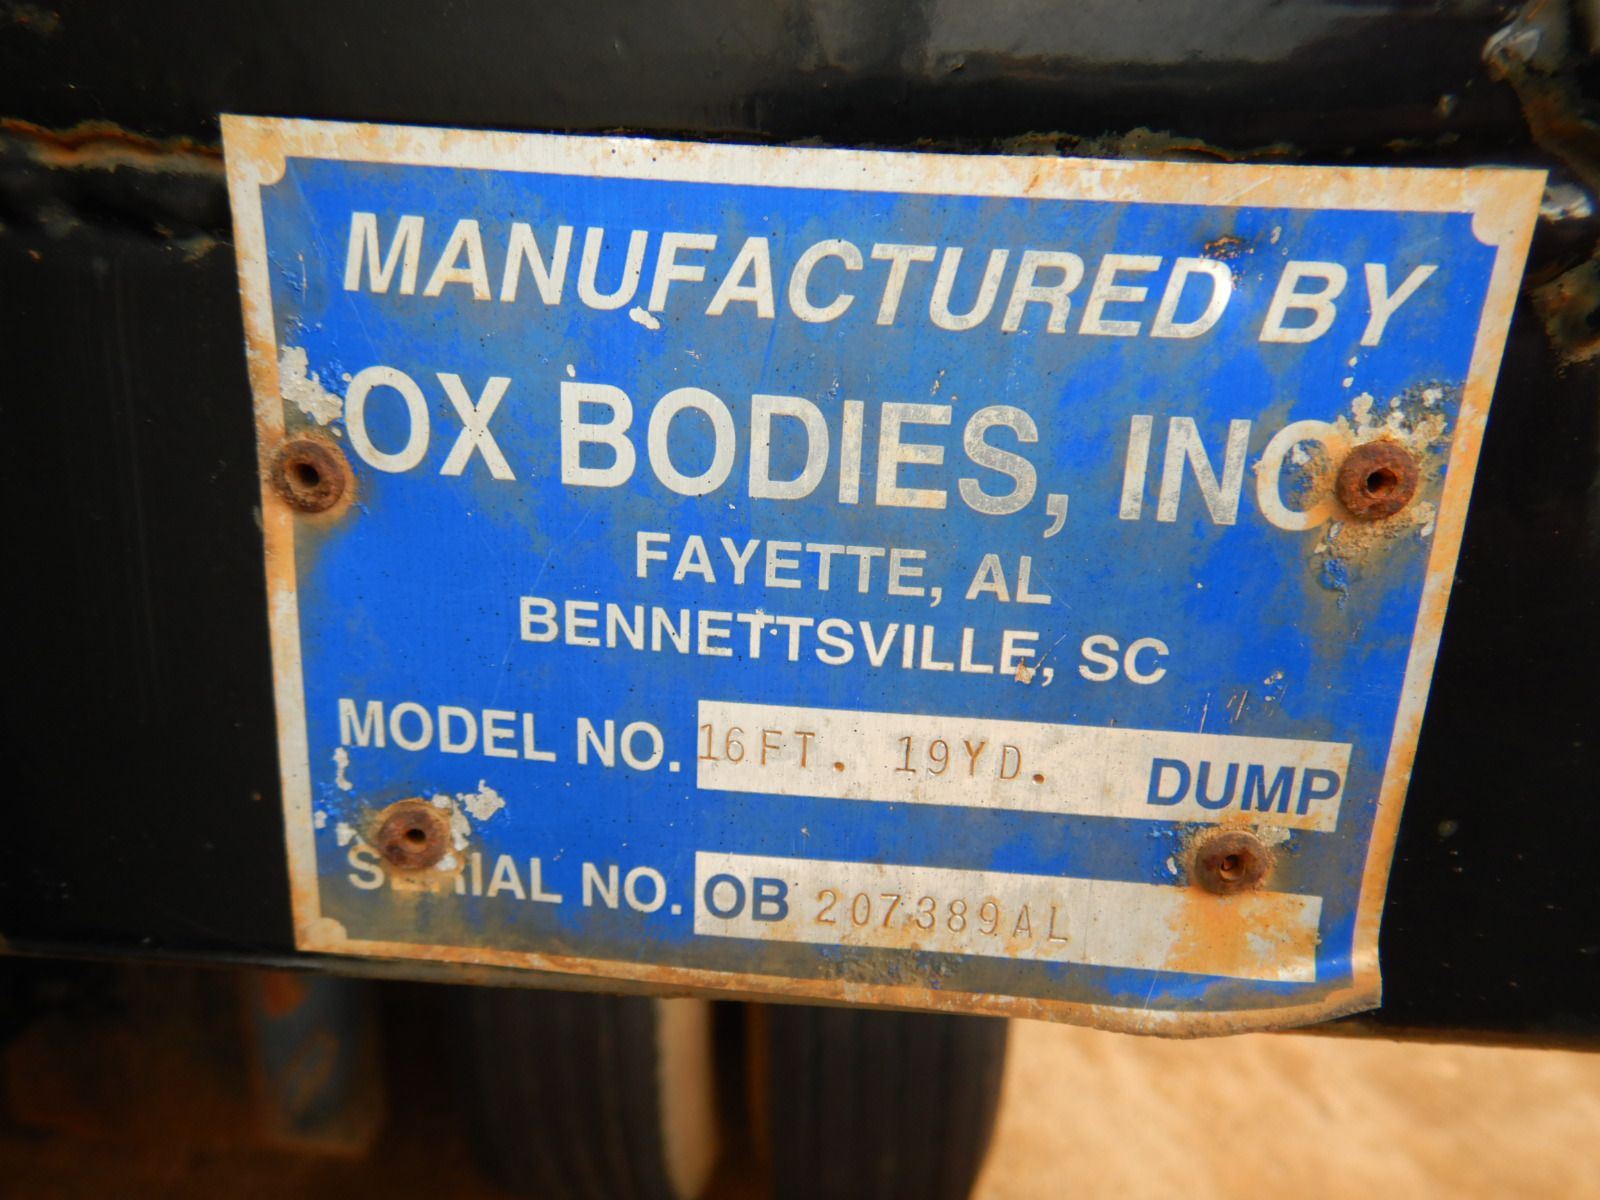 MANUFACTURED BY
OX BODIES, INC
FAYETTE, AL
BENNETTSVILLE, SC
MODEL NO. 16FT. 19YD. DUMP
SERIAL NO. OB 207389AL